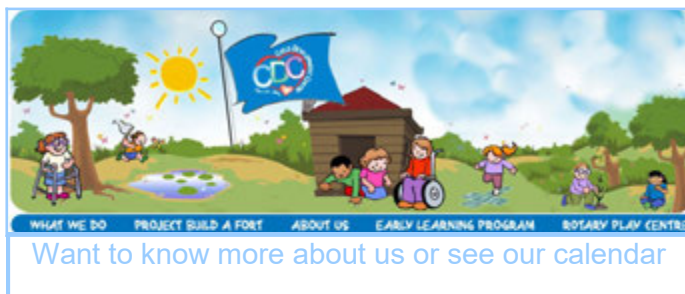 CDC
WHAT WE DO PROJECT BUILD A FORT ABOUT US EARLY LEARNING PROGRAM ROTARY PLAY CENTRE
Want to know more about us or see our calendar